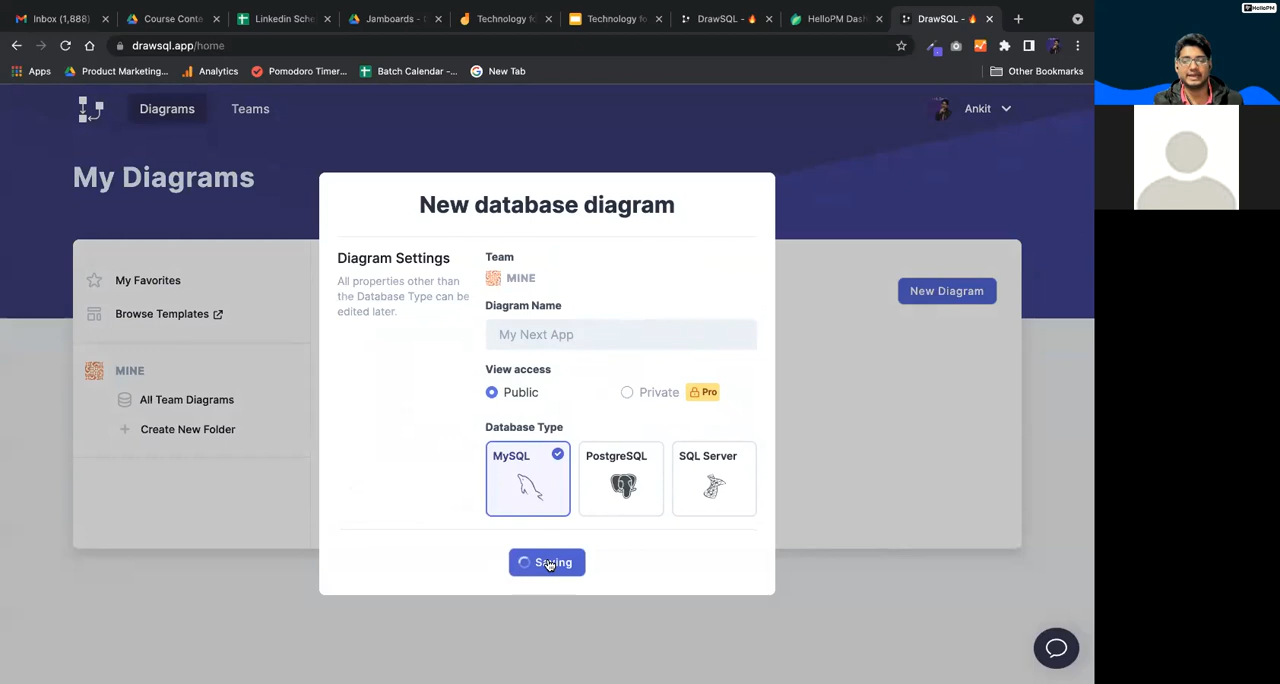 Inbox (1,888)
Course Conte
Linkedin Sche
Jamboards - D
Technology fo
Technology fo
DrawSQL - 🔥
HelloPM Dash
DrawSQL - 🔥
HelloPM
drawsql.app/home
Apps
Product Marketing...
Analytics
Pomodoro Timer...
Batch Calendar -...
New Tab
Other Bookmarks
Diagrams
Teams
Ankit
My Diagrams
My Favorites
Browse Templates
MINE
All Team Diagrams
Create New Folder
New Diagram
New database diagram
Diagram Settings
All properties other than
the Database Type can be
edited later.
Team
MINE
Diagram Name
My Next App
View access
Public
Private
Pro
Database Type
MySQL
PostgreSQL
SQL Server
Saving